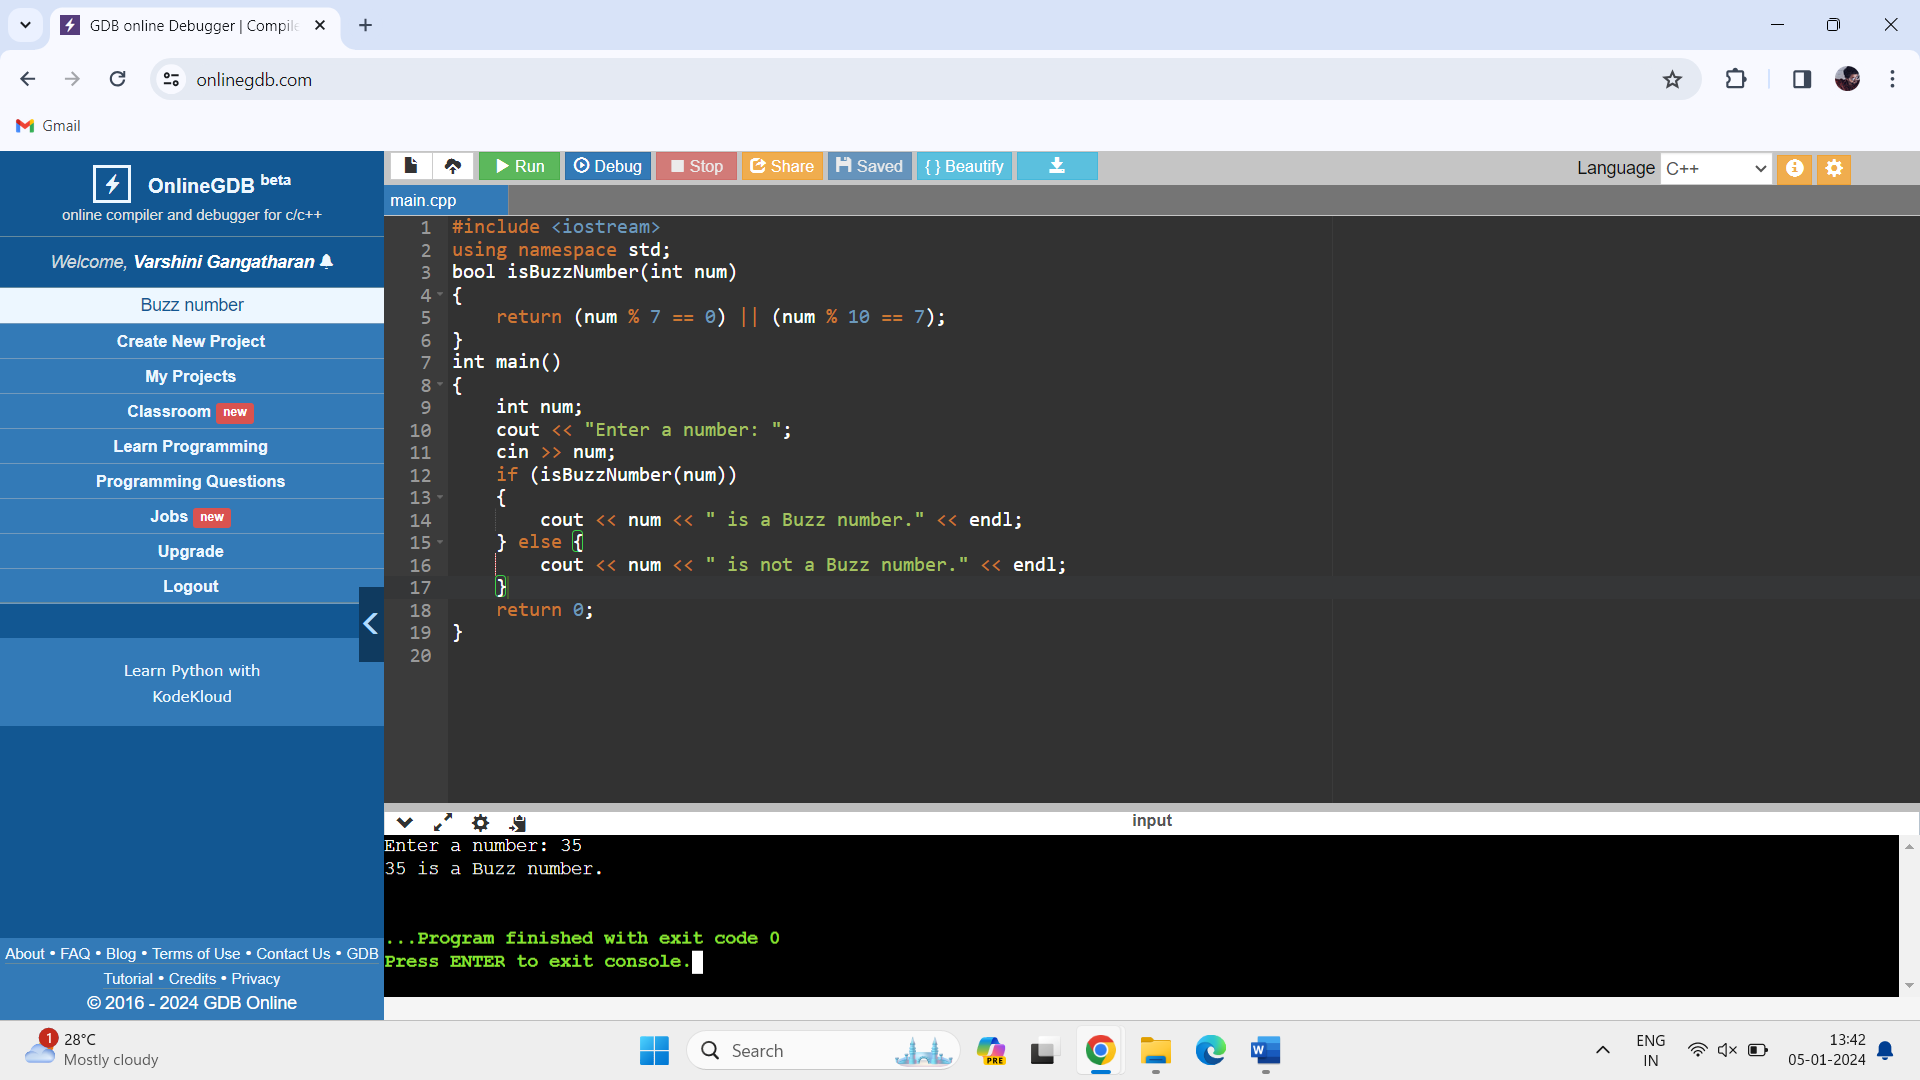 GDB online Debugger | Compile
onlinegdb.com
Gmail
OnlineGDB beta
online compiler and debugger for c/c++
Welcome, Varshini Gangatharan
Buzz number
Create New Project
My Projects
Classroom new
Learn Programming
Programming Questions
Jobs new
Upgrade
Logout
Learn Python with
KodeKloud
About • FAQ • Blog • Terms of Use • Contact Us • GDB
Tutorial • Credits • Privacy
© 2016 - 2024 GDB Online
Run Debug Stop Share Saved { } Beautify
Language C++
main.cpp
1 #include <iostream>
2 using namespace std;
3 bool isBuzzNumber(int num)
4 {
5 return (num % 7 == 0) || (num % 10 == 7);
6 }
7 int main()
8 {
9 int num;
10 cout << "Enter a number: ";
11 cin >> num;
12 if (isBuzzNumber(num))
13 {
14 cout << num << " is a Buzz number." << endl;
15 } else {
16 cout << num << " is not a Buzz number." << endl;
17 }
18 return 0;
19 }
20
input
Enter a number: 35
35 is a Buzz number.
...Program finished with exit code 0
Press ENTER to exit console.
1
28°C
Mostly cloudy
Search
PRE
W
ENG
IN
13:42
05-01-2024